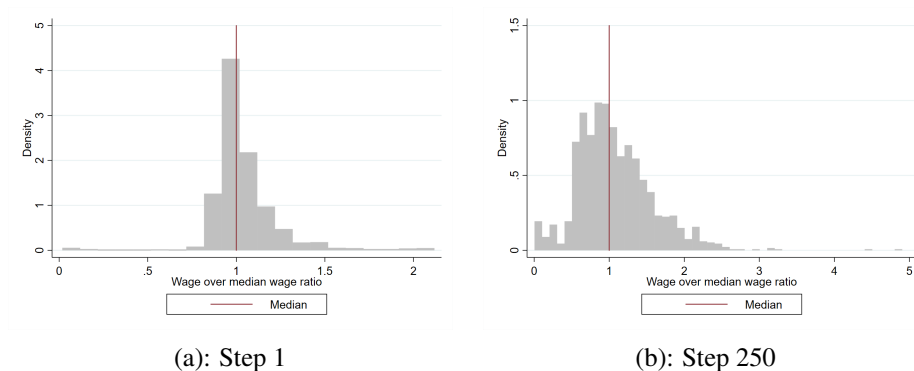 5
4
3
2
1
0
Density
0 .5 1 1.5 2
Wage over median wage ratio
Median
(a): Step 1
1.5
1
.5
0
Density
0 1 2 3 4 5
Wage over median wage ratio
Median
(b): Step 250